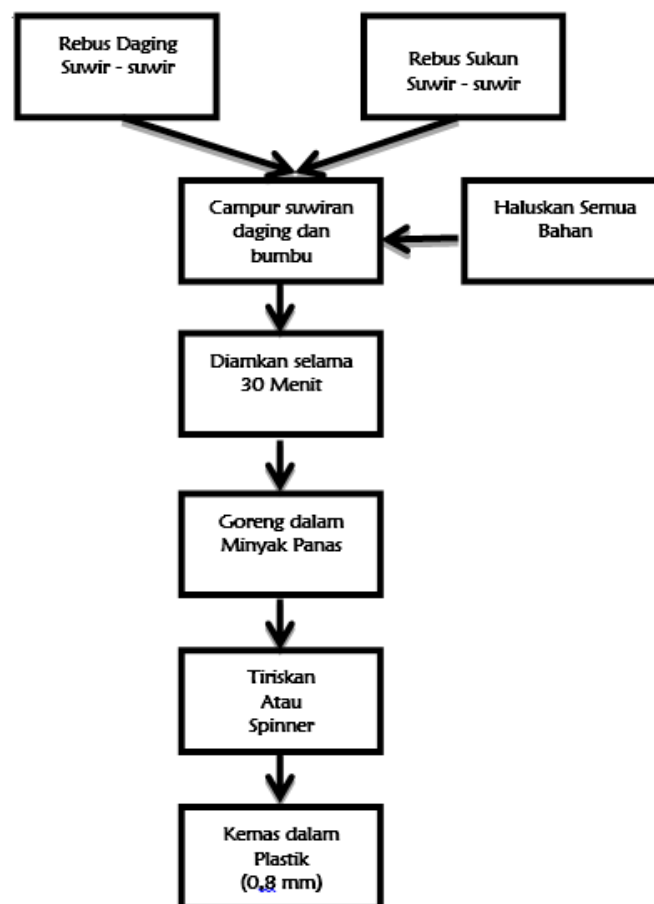 Rebus Daging
Suwir - suwir
Rebus Sukun
Suwir - suwir
Campur suwiran
daging dan
bumbu
Haluskan Semua
Bahan
Diamkan selama
30 Menit
Goreng dalam
Minyak Panas
Tiriskan
Atau
Spinner
Kemas dalam
Plastik
(0,8 mm)